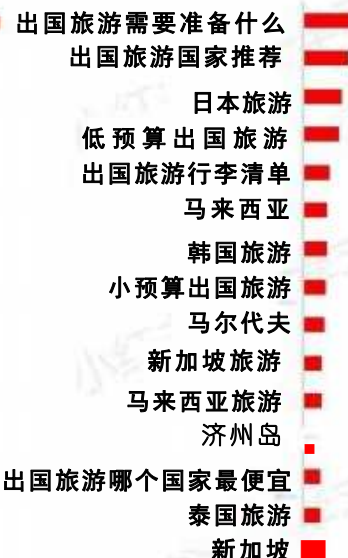 出国旅游需要准备什么
出国旅游国家推荐
日本旅游
低预算出国旅游
出国旅游行李清单
马来西亚
韩国旅游
小预算出国旅游
马尔代夫
新加坡旅游
马来西亚旅游
济州岛
出国旅游哪个国家最便宜
泰国旅游
新加坡